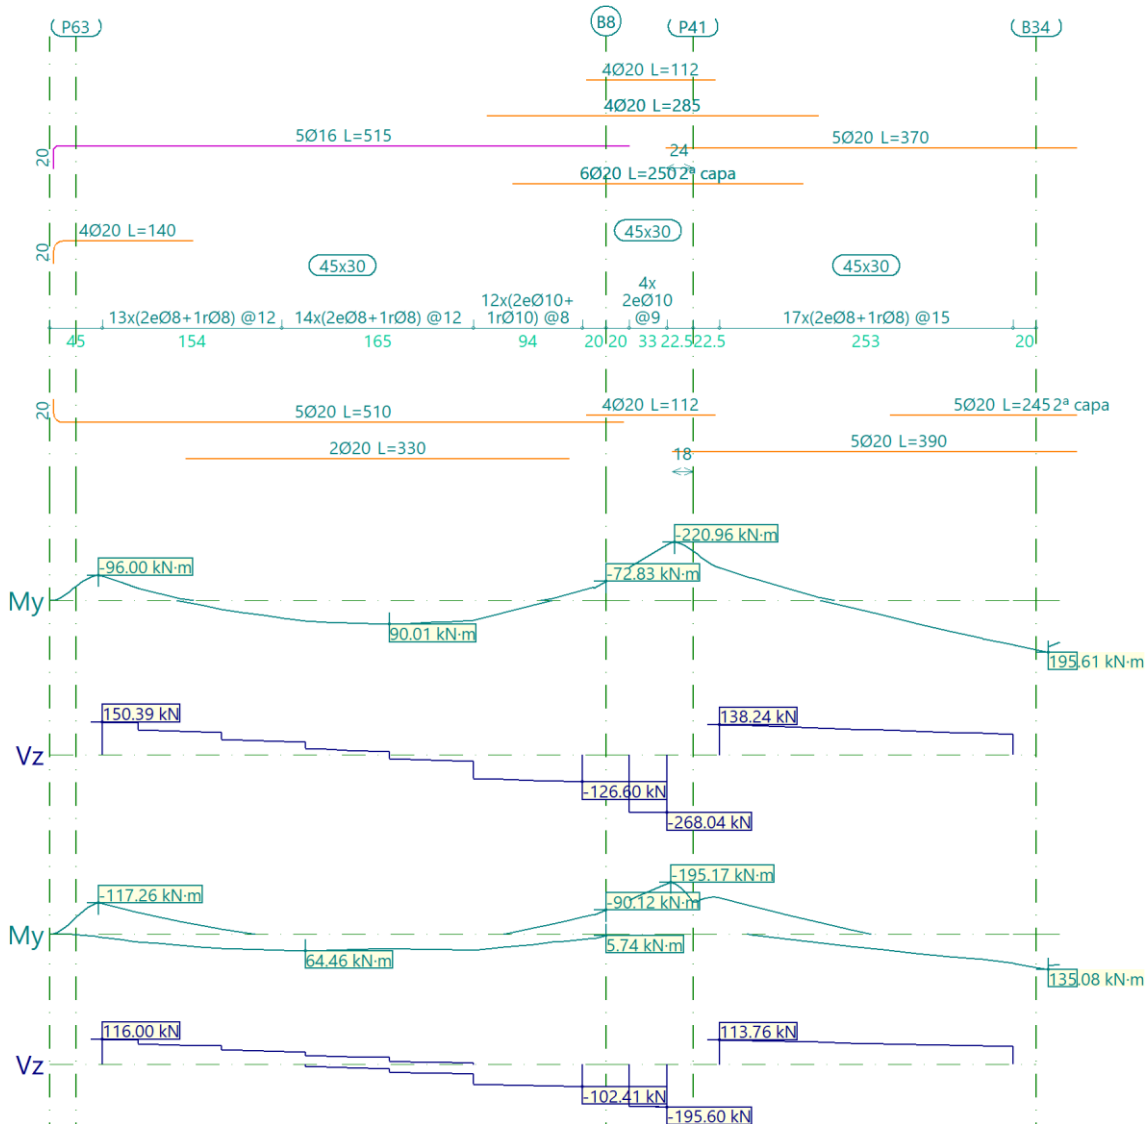 P63
B8
P41
B34
4Ø20 L=112
4Ø20 L=285
5Ø16 L=515
5Ø20 L=370
20
24
6Ø20 L=250 2ª capa
4Ø20 L=140
45x30
20
45x30
45x30
4x
12x(2eØ10+
2eØ10
13x(2eØ8+1rØ8) @12
14x(2eØ8+1rØ8) @12
1rØ10) @8
@9
17x(2eØ8+1rØ8) @15
45
154
165
94
20
20
33
22.5
22.5
253
20
20
5Ø20 L=510
4Ø20 L=112
5Ø20 L=245 2ª capa
2Ø20 L=330
18
5Ø20 L=390
-96.00 kN·m
-220.96 kN·m
-72.83 kN·m
My
90.01 kN·m
195.61 kN·m
150.39 kN
138.24 kN
Vz
-126.60 kN
-268.04 kN
-117.26 kN·m
-195.17 kN·m
-90.12 kN·m
My
64.46 kN·m
5.74 kN·m
135.08 kN·m
116.00 kN
113.76 kN
Vz
-102.41 kN
-195.60 kN